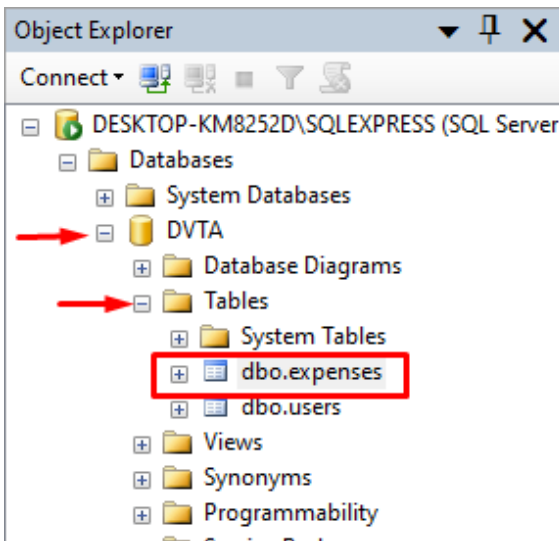 Object Explorer
Connect
DESKTOP-KM8252D\SQLEXPRESS (SQL Server
Databases
System Databases
DVTA
Database Diagrams
Tables
System Tables
dbo.expenses
dbo.users
Views
Synonyms
Programmability